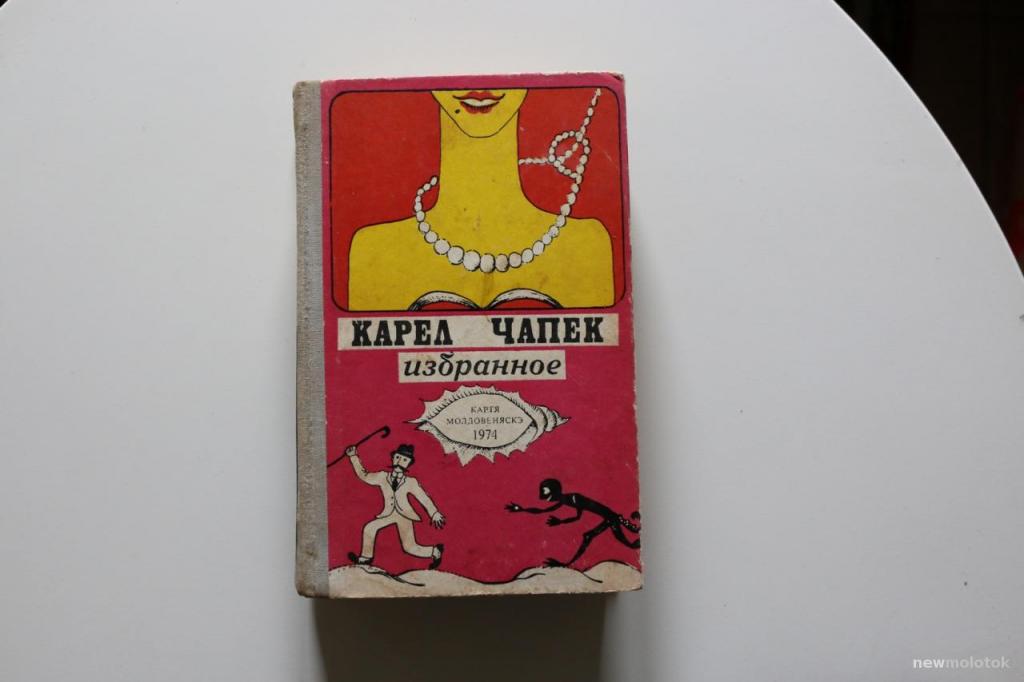 КАРЕЛ ЧАПЕК
избранное
КАРТЯ
МОЛДОВЕНЯСКЭ
1974
newmolotok